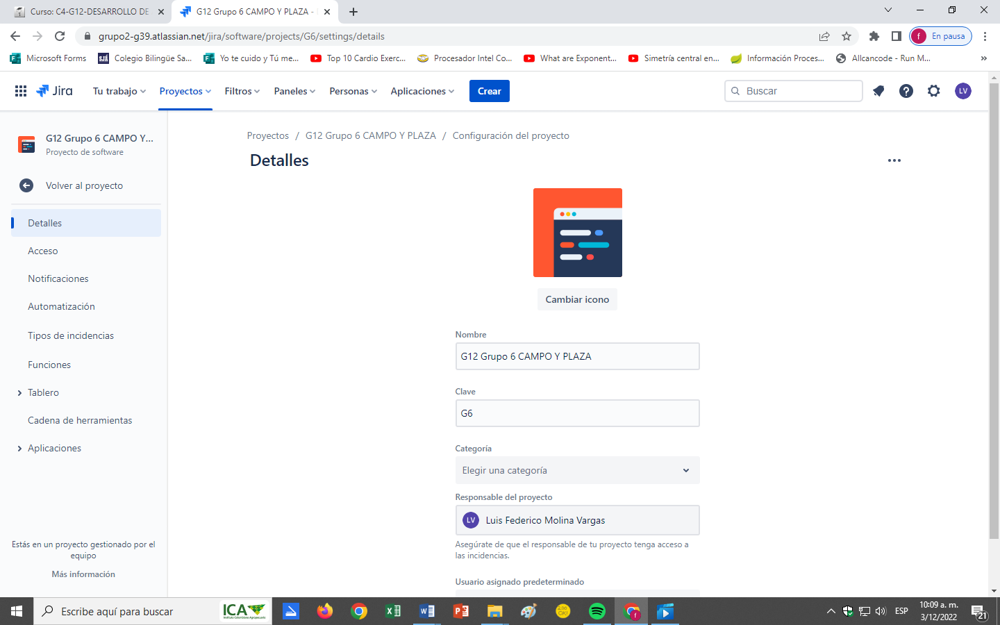 Curso: C4-G12-DESARROLLO DE
G12 Grupo 6 CAMPO Y PLAZA -
grupo2-g39.atlassian.net/jira/software/projects/G6/settings/details
f En pausa
Microsoft Forms
Colegio Bilingüe Sa...
Yo te cuido y Tú me...
Top 10 Cardio Exerc...
Procesador Intel Co...
What are Exponent...
Simetría central en...
Información Proces...
Allcancode - Run M...
»
Jira
Tu trabajo
Proyectos
Filtros
Paneles
Personas
Aplicaciones
Crear
Buscar
LV
G12 Grupo 6 CAMPO Y...
Proyecto de software
Volver al proyecto
Detalles
Acceso
Notificaciones
Automatización
Tipos de incidencias
Funciones
Tablero
Cadena de herramientas
Aplicaciones
Estás en un proyecto gestionado por el
equipo
Más información
Proyectos / G12 Grupo 6 CAMPO Y PLAZA / Configuración del proyecto
Detalles
Cambiar icono
Nombre
G12 Grupo 6 CAMPO Y PLAZA
Clave
G6
Categoría
Elegir una categoría
Responsable del proyecto
LV Luis Federico Molina Vargas
Asegúrate de que el responsable de tu proyecto tenga acceso a
las incidencias.
Usuario asignado predeterminado
Escribe aquí para buscar
ICA
Instituto Colombiano Agropecuario
ESP
10:09 a. m.
3/12/2022
21